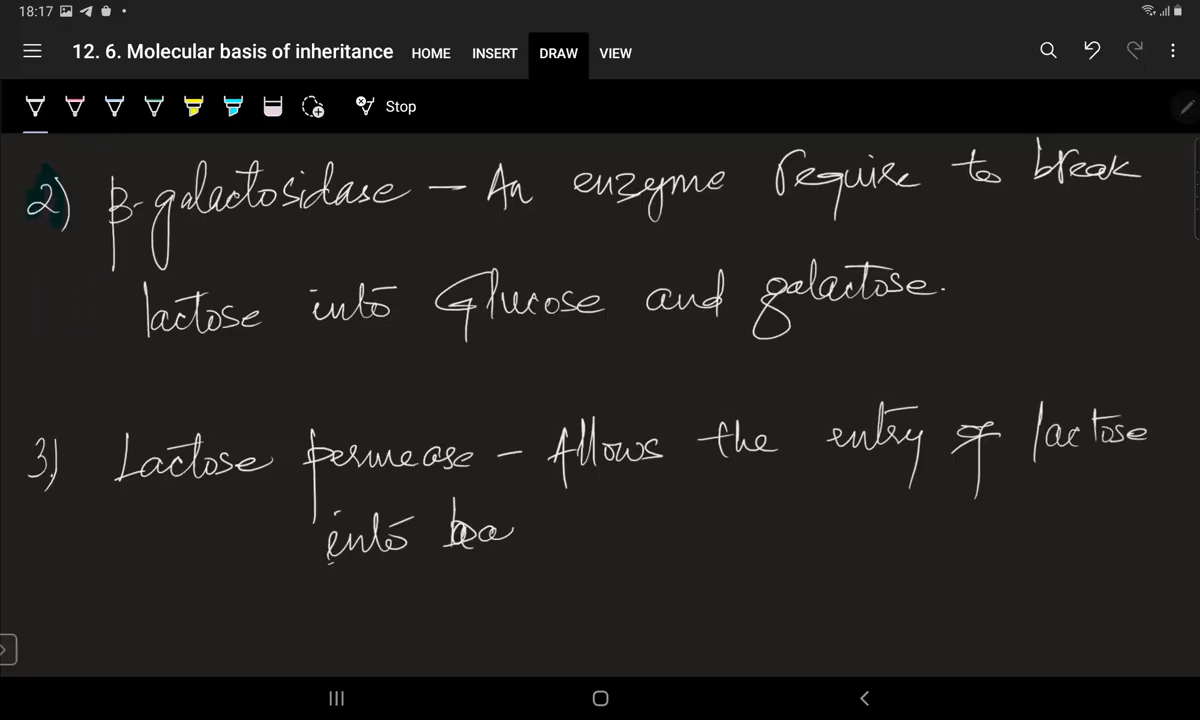 18:17
12. 6. Molecular basis of inheritance HOME INSERT DRAW VIEW
Stop
2) β-galactosidase – An enzyme require to break
lactose into Glucose and galactose.
3) Lactose permease – Allows the entry of lactose
into ba